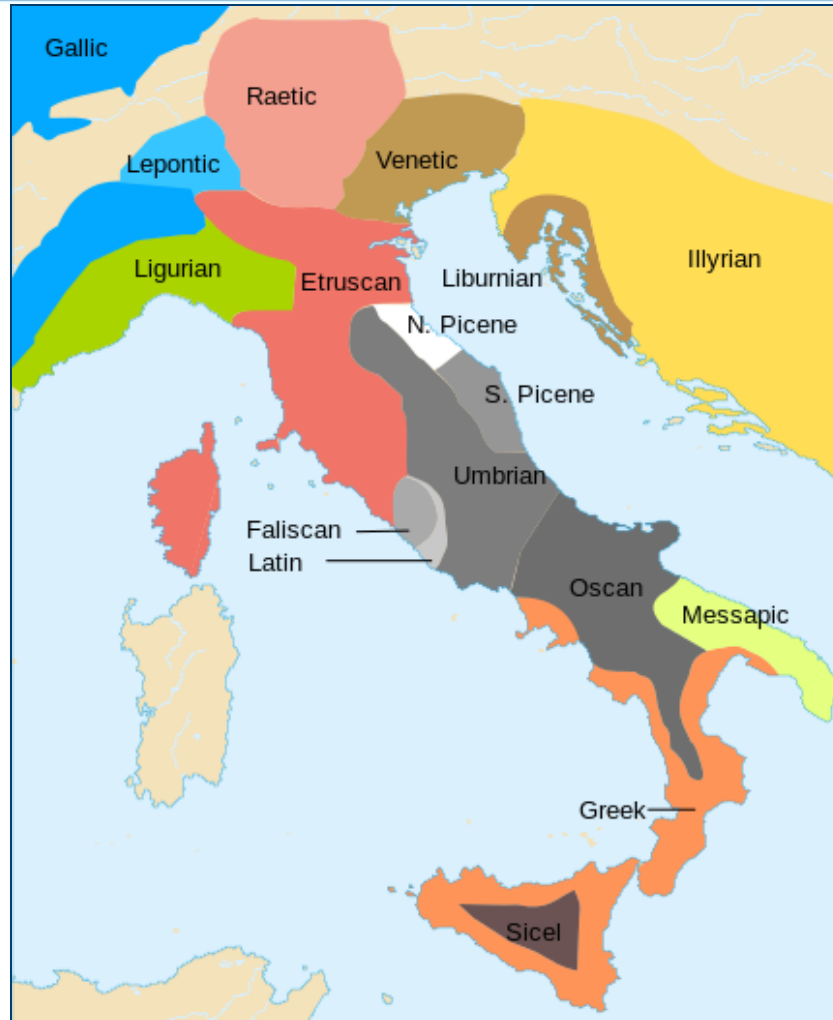 Gallic
Raetic
Lepontic
Venetic
Ligurian
Etruscan
Liburnian
Illyrian
N. Picene
S. Picene
Umbrian
Faliscan
Latin
Oscan
Messapic
Greek
Sicel